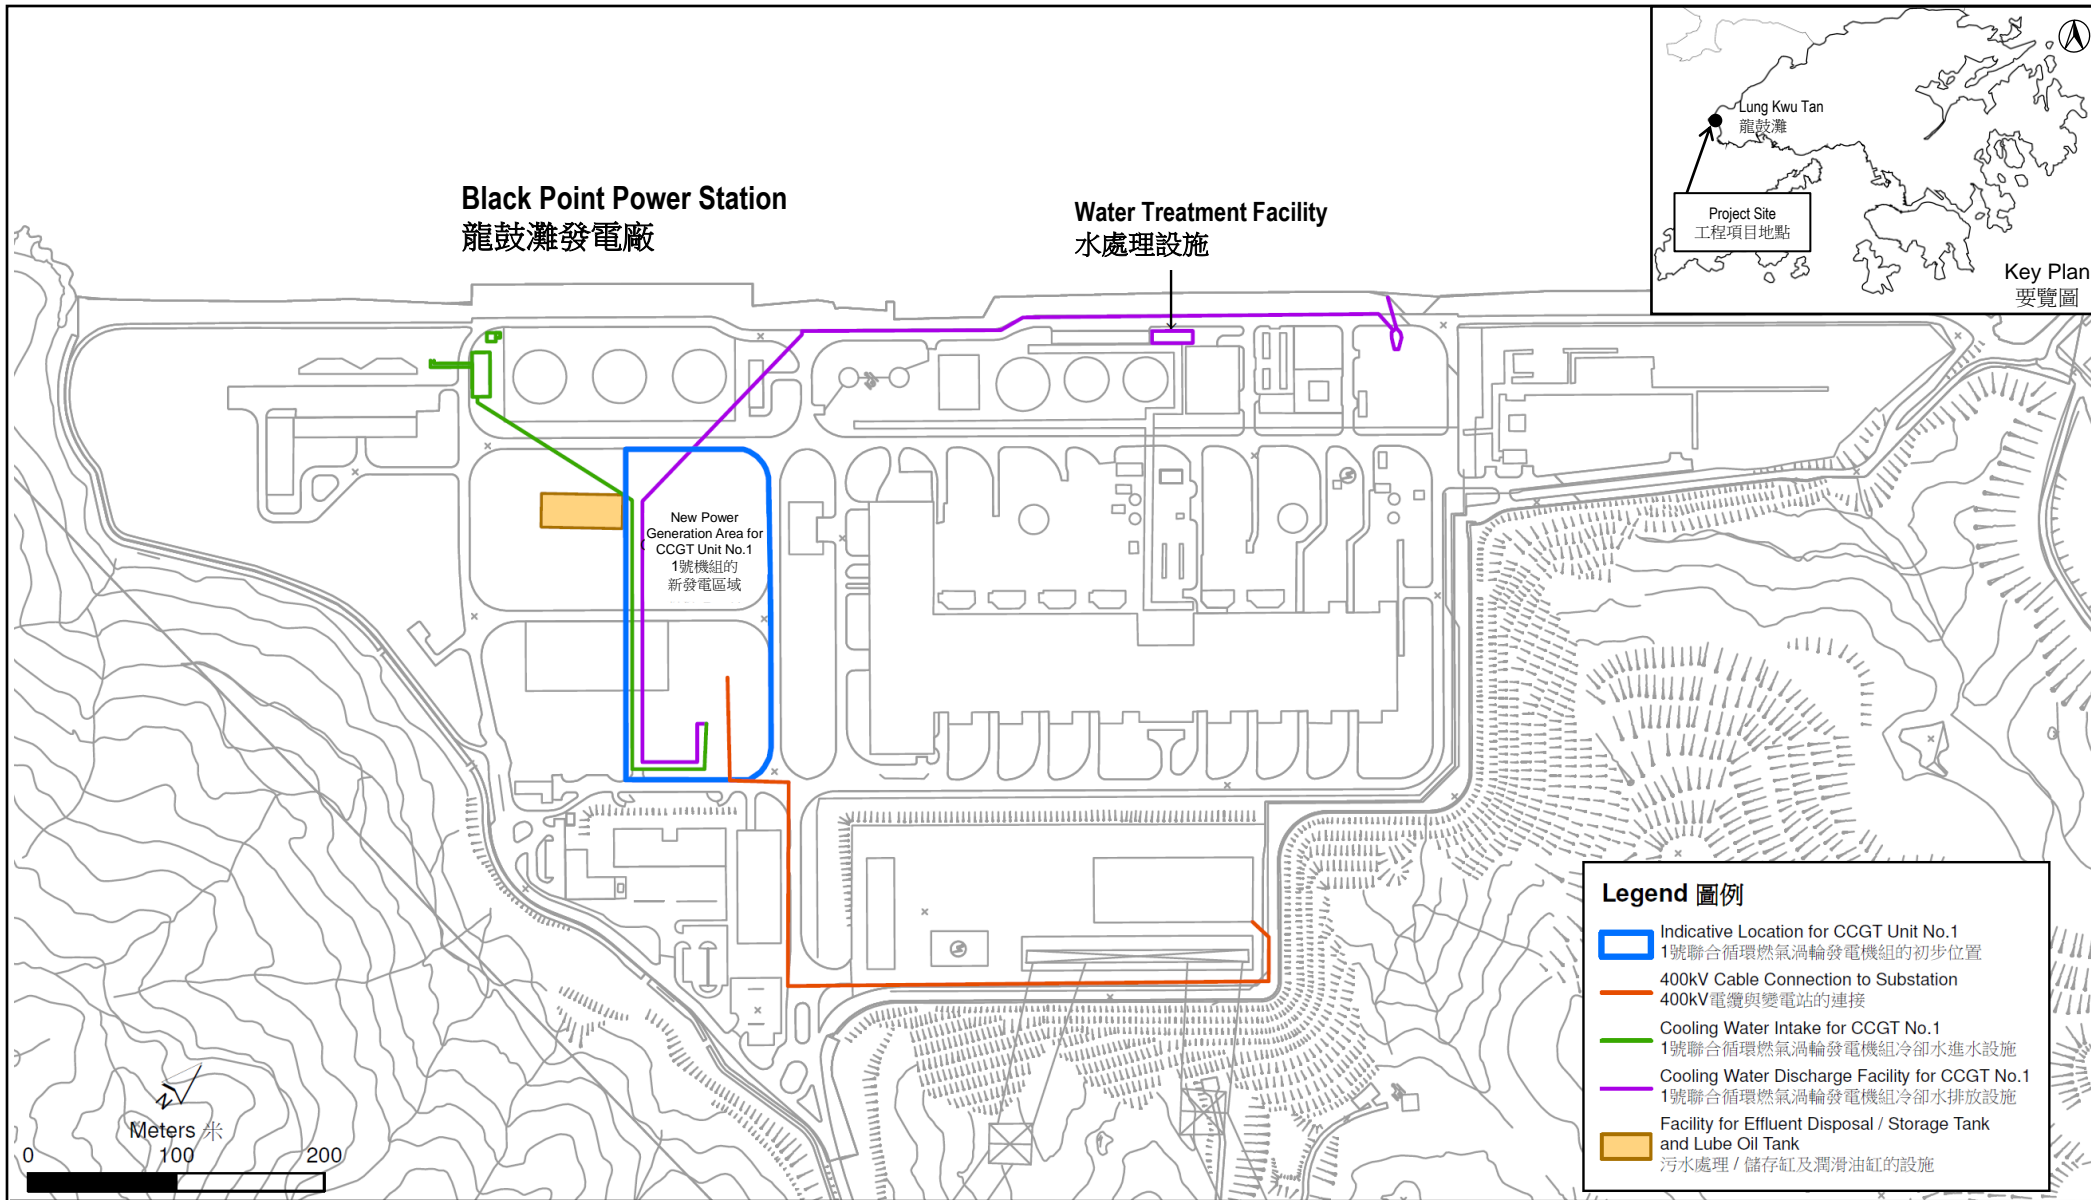 Black Point Power Station
龍鼓灘發電廠
Water Treatment Facility
水處理設施
Lung Kwu Tan
龍鼓灘
Project Site
工程項目地點
Key Plan
要覽圖
New Power
Generation Area for
CCGT Unit No.1
1號機組的
新發電區域
Legend 圖例
Indicative Location for CCGT Unit No.1
1號聯合循環燃氣渦輪發電機組的初步位置
400kV Cable Connection to Substation
400kV電纜與變電站的連接
Cooling Water Intake for CCGT No.1
1號聯合循環燃氣渦輪發電機組冷卻水進水設施
Cooling Water Discharge Facility for CCGT No.1
1號聯合循環燃氣渦輪發電機組冷卻水排放設施
Facility for Effluent Disposal / Storage Tank
and Lube Oil Tank
污水處理 / 儲存缸及潤滑油缸的設施
N
Meters 米
0 100 200